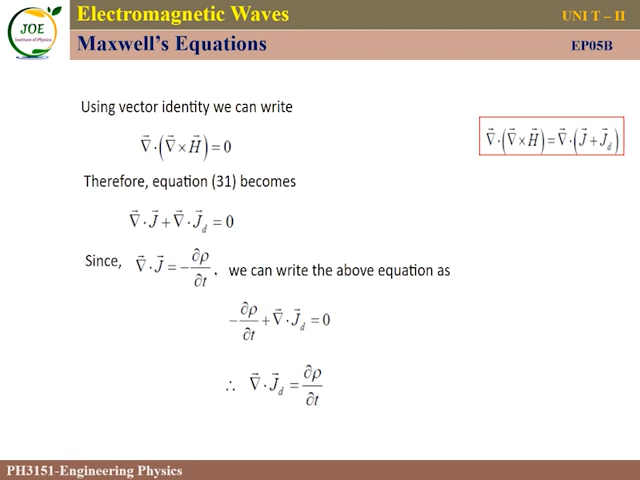 JOE
Institute of Physics
Electromagnetic Waves
UNIT – II
Maxwell's Equations
EP05B
Using vector identity we can write
∇⃗·(∇⃗×H⃗)=0
∇⃗·(∇⃗×H⃗)=∇⃗·(J⃗+J⃗_d)
Therefore, equation (31) becomes
∇⃗·J⃗+∇⃗·J⃗_d=0
Since, ∇⃗·J⃗=−∂ρ/∂t, we can write the above equation as
−∂ρ/∂t+∇⃗·J⃗_d=0
∴ ∇⃗·J⃗_d=∂ρ/∂t
PH3151-Engineering Physics